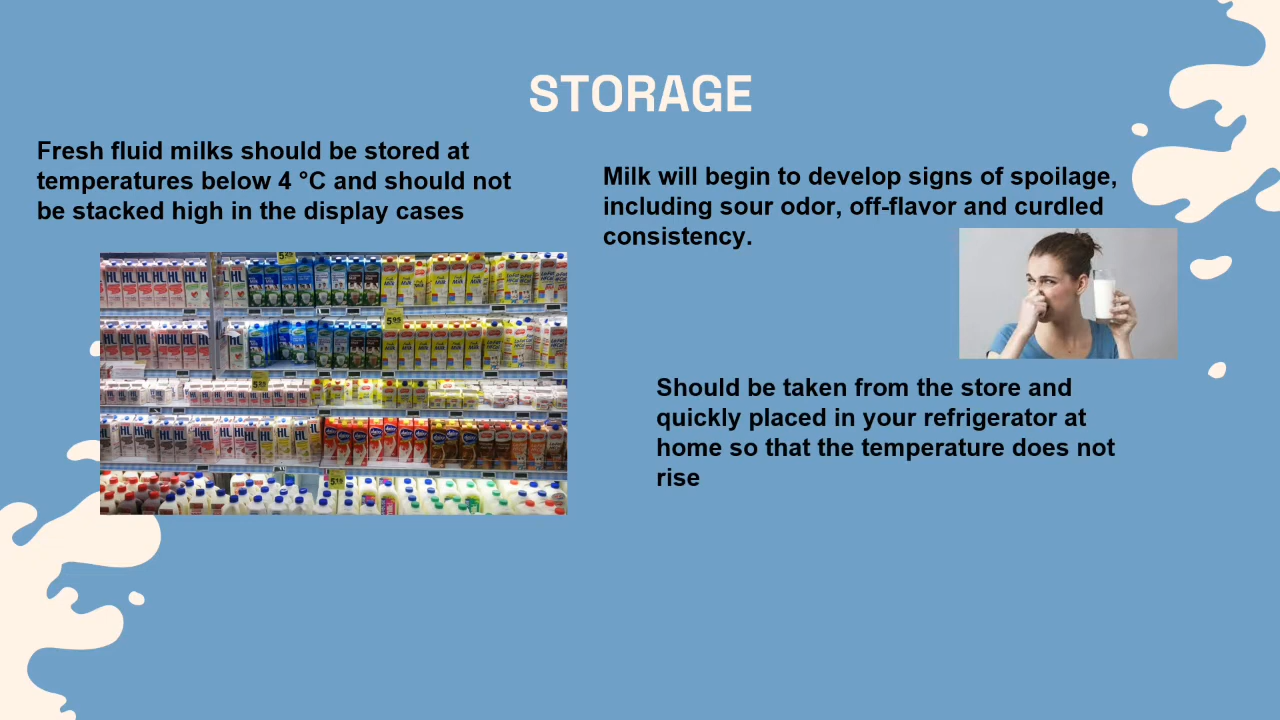 STORAGE
Fresh fluid milks should be stored at
temperatures below 4 °C and should not
be stacked high in the display cases
Milk will begin to develop signs of spoilage,
including sour odor, off-flavor and curdled
consistency.
Should be taken from the store and
quickly placed in your refrigerator at
home so that the temperature does not
rise